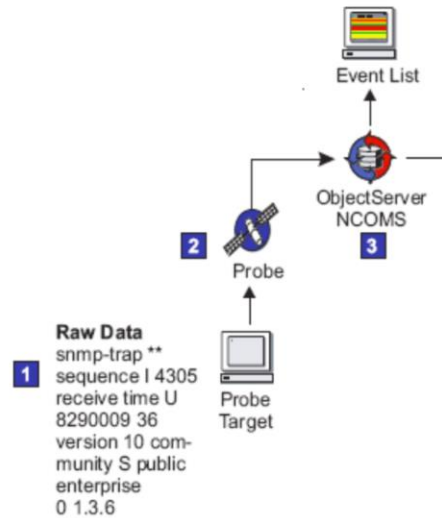 Event List
ObjectServer
NCOMS
3
2
Probe
1
Raw Data
snmp-trap **
sequence I 4305
receive time U
8290009 36
version 10 com-
munity S public
enterprise
0 1.3.6
Probe
Target